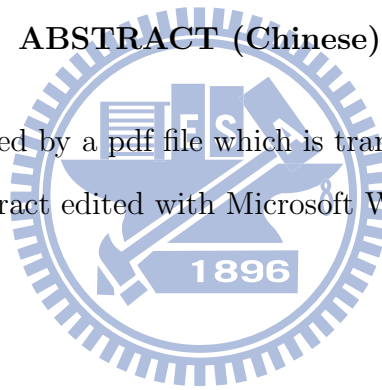 ABSTRACT (Chinese)
ed by a pdf file which is tran
ract edited with Microsoft W
E S
1896